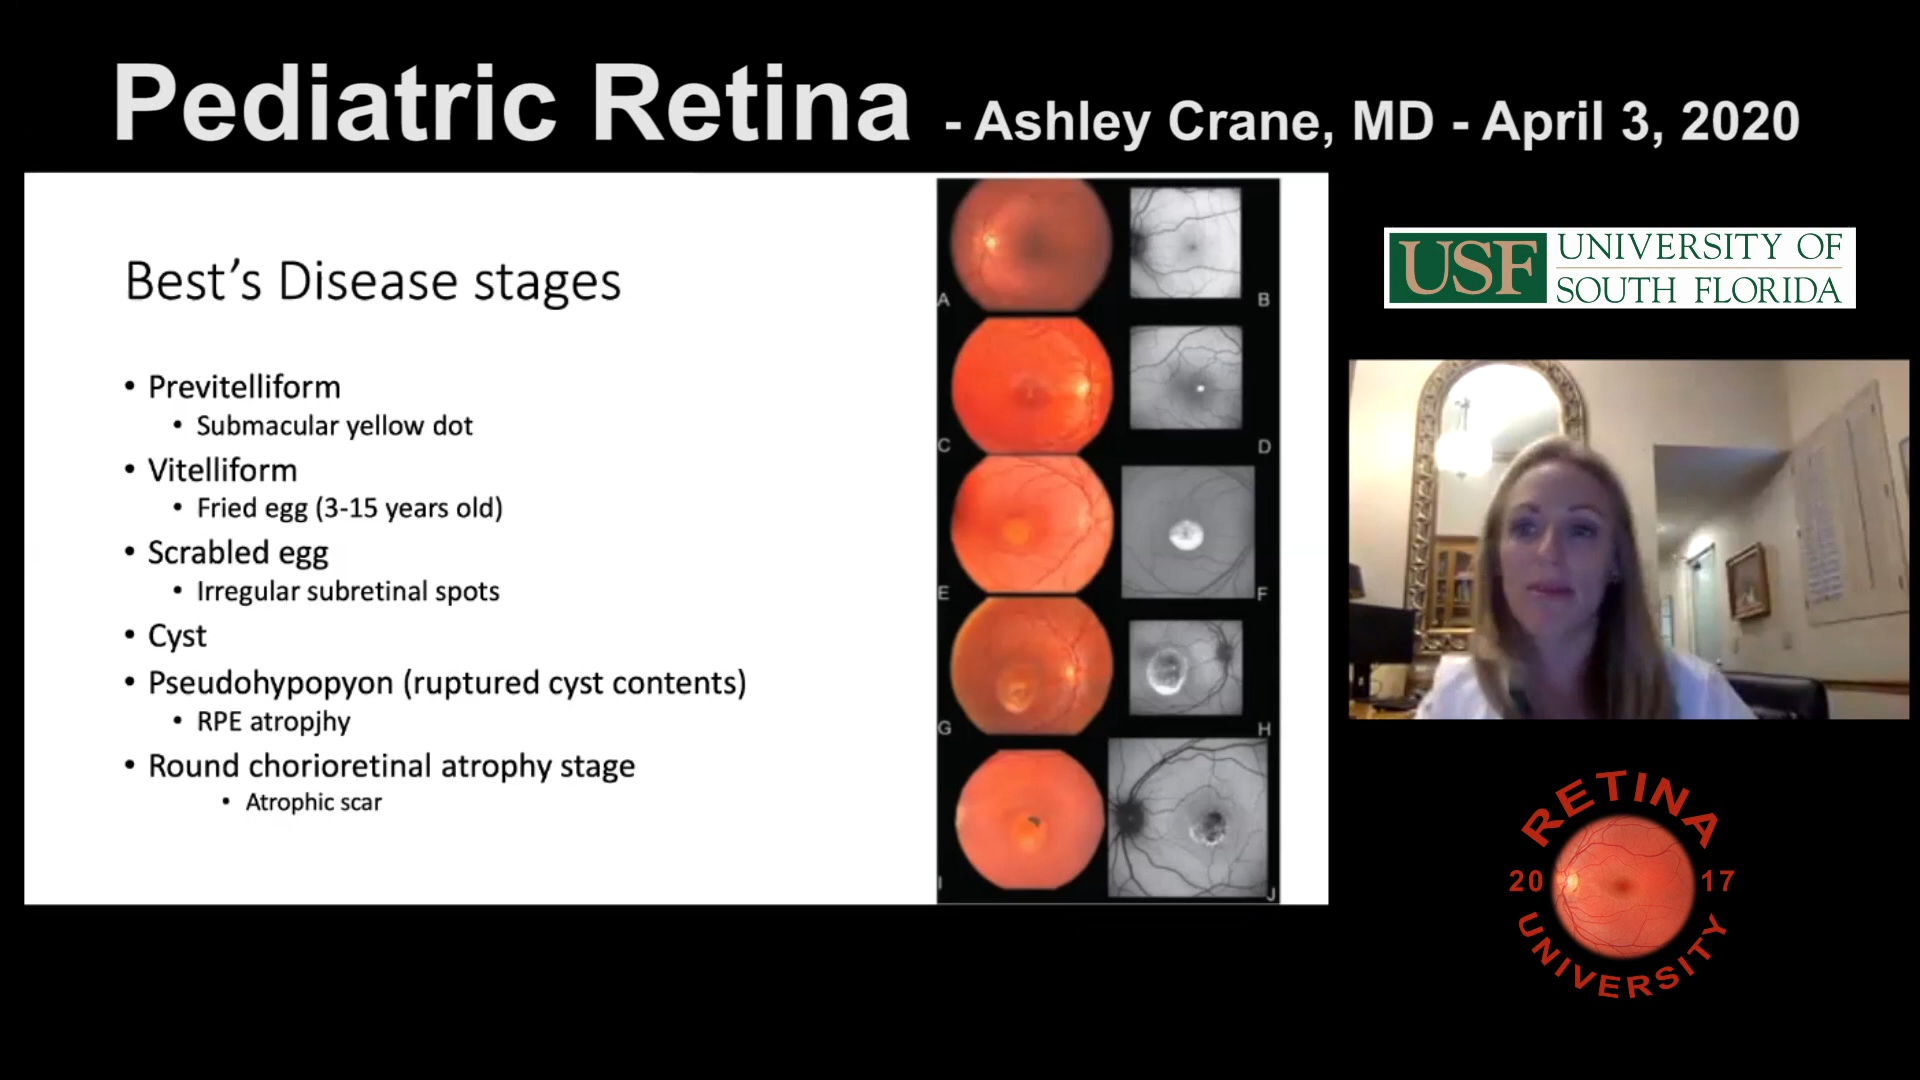 Pediatric Retina - Ashley Crane, MD - April 3, 2020
Best's Disease stages
• Previtelliform
• Submacular yellow dot
• Vitelliform
• Fried egg (3-15 years old)
• Scrabled egg
• Irregular subretinal spots
• Cyst
• Pseudohypopyon (ruptured cyst contents)
• RPE atropjhy
• Round chorioretinal atrophy stage
• Atrophic scar
A B
C D
E F
G H
I J
USF UNIVERSITY OF
SOUTH FLORIDA
RETINA
20 17
UNIVERSITY